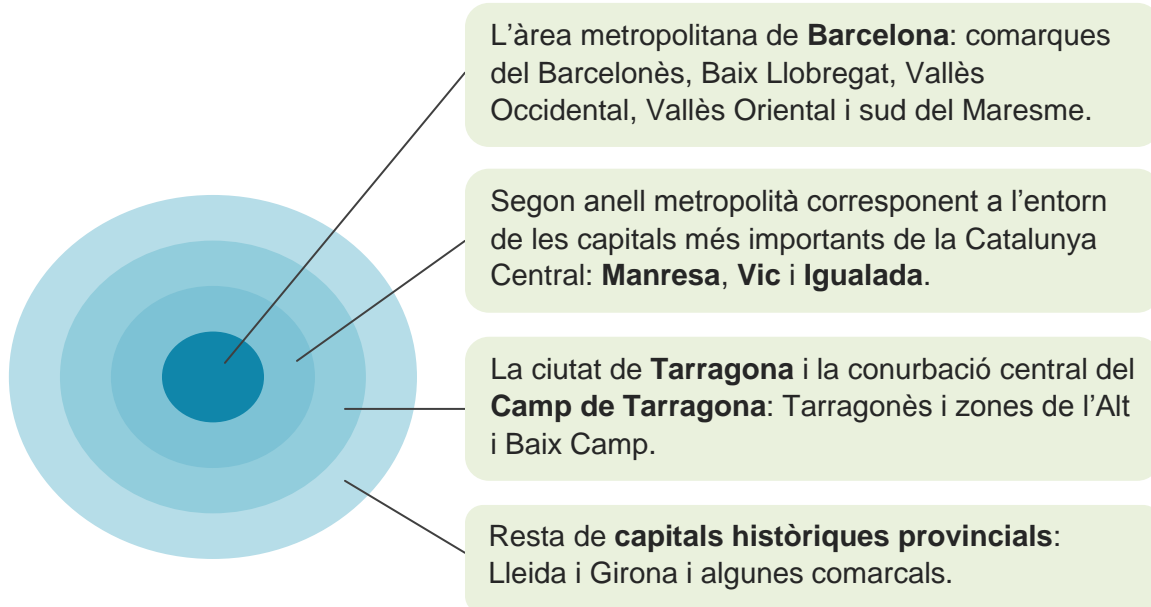 L’àrea metropolitana de Barcelona: comarques
del Barcelonès, Baix Llobregat, Vallès
Occidental, Vallès Oriental i sud del Maresme.
Segon anell metropolità corresponent a l’entorn
de les capitals més importants de la Catalunya
Central: Manresa, Vic i Igualada.
La ciutat de Tarragona i la conurbació central del
Camp de Tarragona: Tarragonès i zones de l’Alt
i Baix Camp.
Resta de capitals històriques provincials:
Lleida i Girona i algunes comarcals.